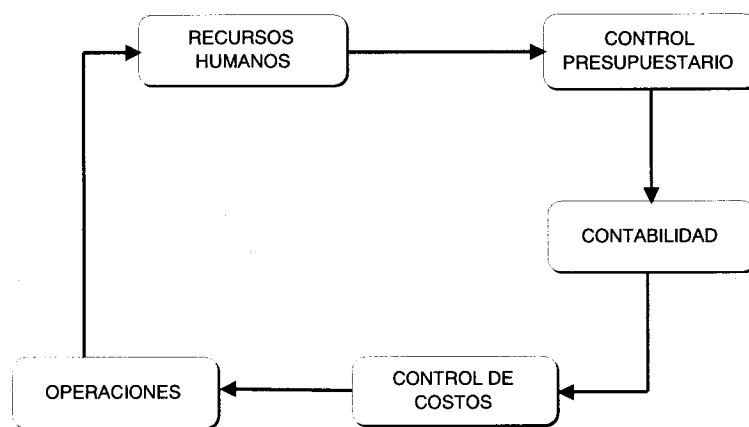 RECURSOS
HUMANOS
CONTROL
PRESUPUESTARIO
CONTABILIDAD
CONTROL DE
COSTOS
OPERACIONES